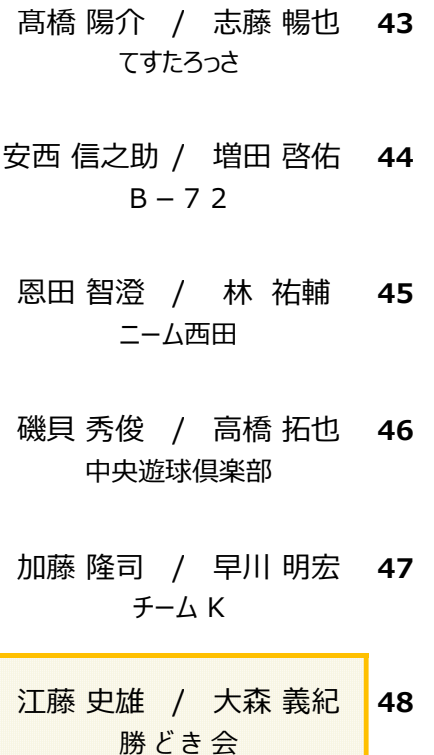 髙橋 陽介 / 志藤 暢也 43
てすたろっさ
安西 信之助 / 増田 啓佑 44
B－７２
恩田 智澄 / 林 祐輔 45
ニーム西田
磯貝 秀俊 / 高橋 拓也 46
中央遊球倶楽部
加藤 隆司 / 早川 明宏 47
チームK
江藤 史雄 / 大森 義紀 48
勝どき会